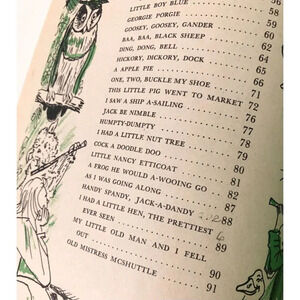 LITTLE BOY BLUE 58
GEORGIE PORGIE 59
GOOSEY, GOOSEY, GANDER 60
BAA, BAA, BLACK SHEEP 62
DING, DONG, BELL 64
HICKORY, DICKORY, DOCK 65
A APPLE PIE 66
ONE, TWO, BUCKLE MY SHOE 71
THIS LITTLE PIG WENT TO MARKET 72
I SAW A SHIP A-SAILING 76
JACK BE NIMBLE 77
HUMPTY-DUMPTY 78
I HAD A LITTLE NUT TREE 79
COCK A DOODLE DOO 80
LITTLE NANCY ETTICOAT 81
A FROG HE WOULD A-WOOING GO 82
AS I WAS GOING ALONG 87
HANDY SPANDY, JACK-A-DANDY 88
I HAD A LITTLE HEN, THE PRETTIEST
EVER SEEN 89
MY LITTLE OLD MAN AND I FELL
OUT 90
OLD MISTRESS MCSHUTTLE 91